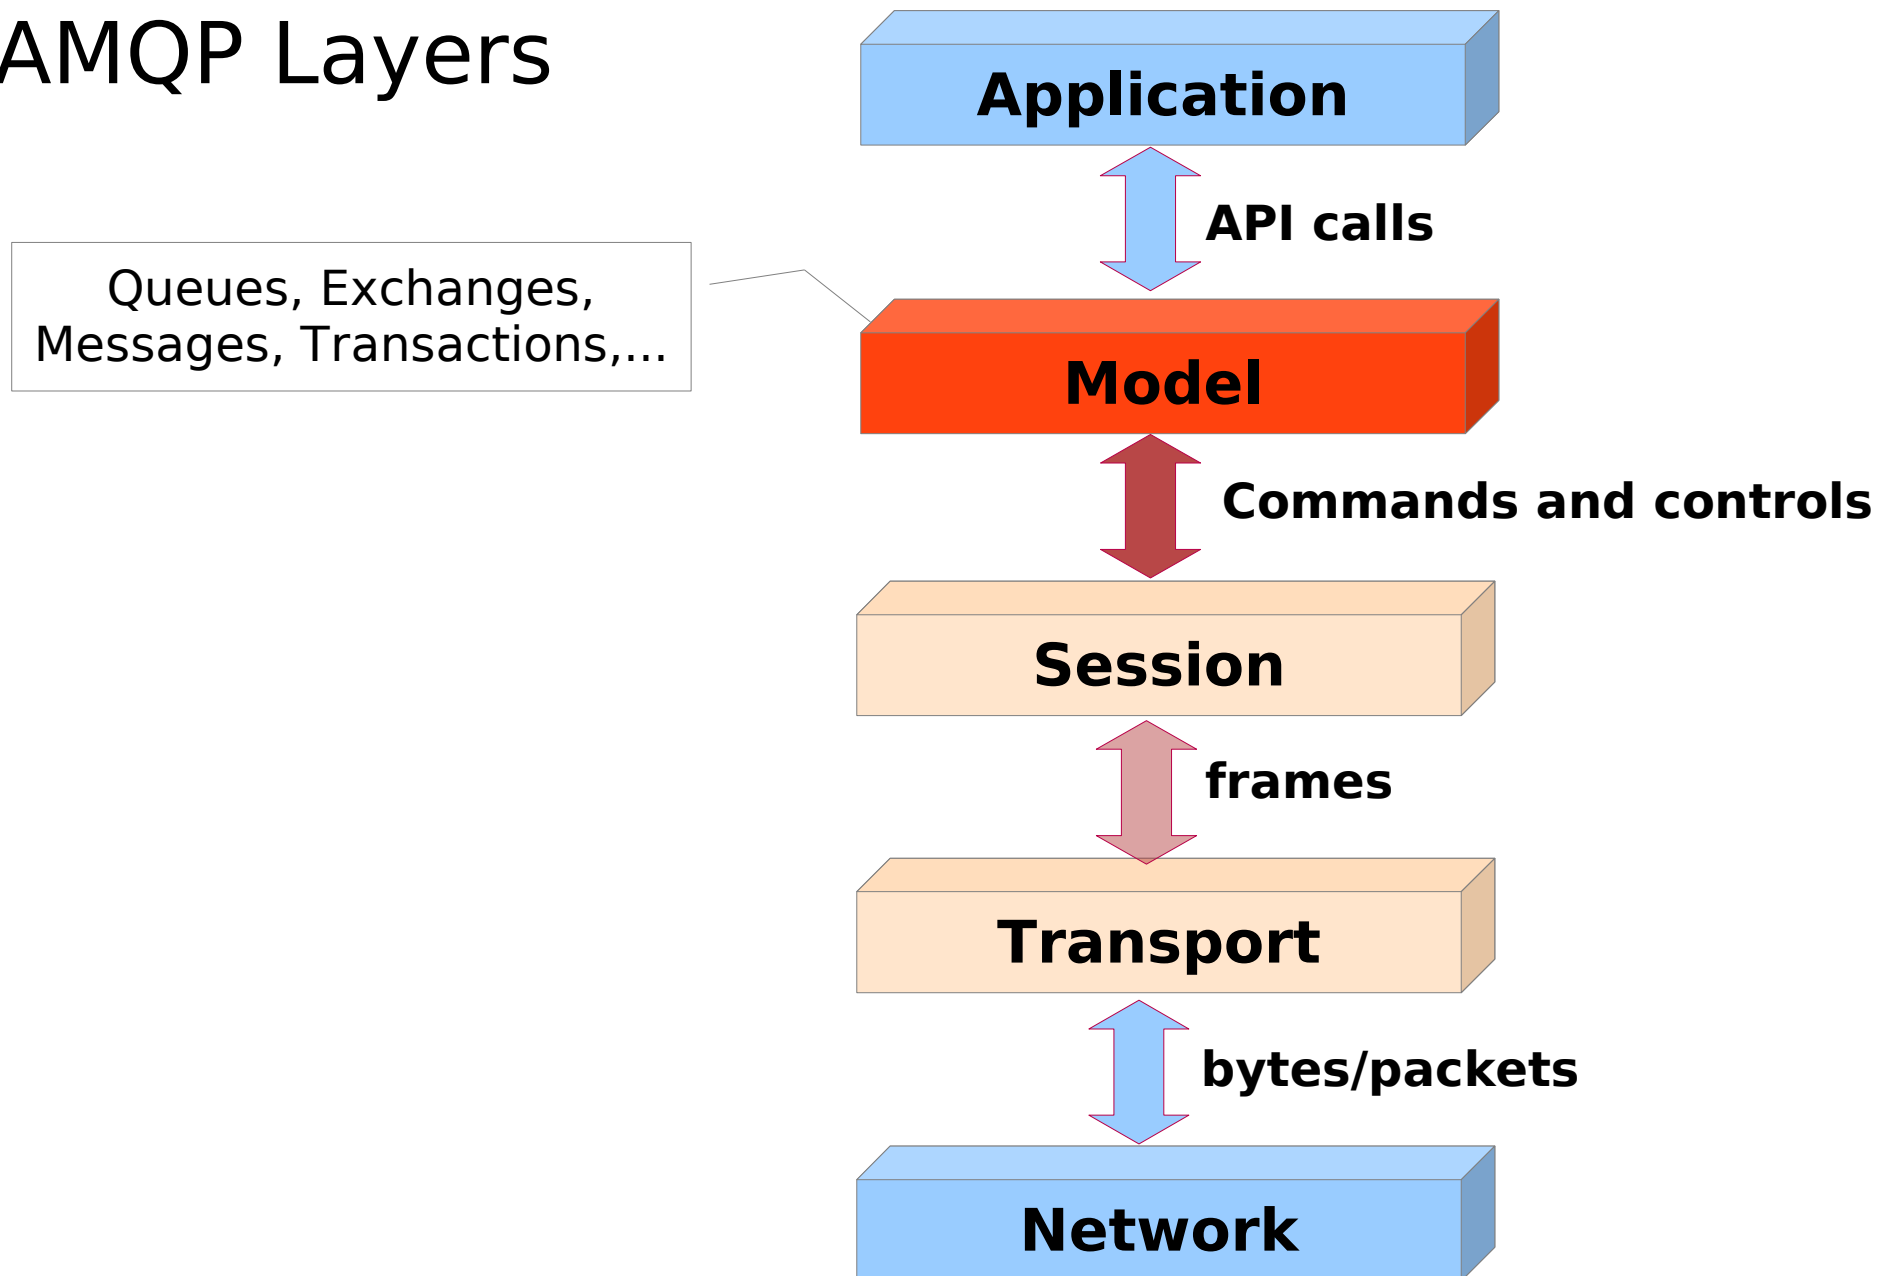 AMQP Layers
Application
API calls
Queues, Exchanges,
Messages, Transactions,...
Model
Commands and controls
Session
frames
Transport
bytes/packets
Network